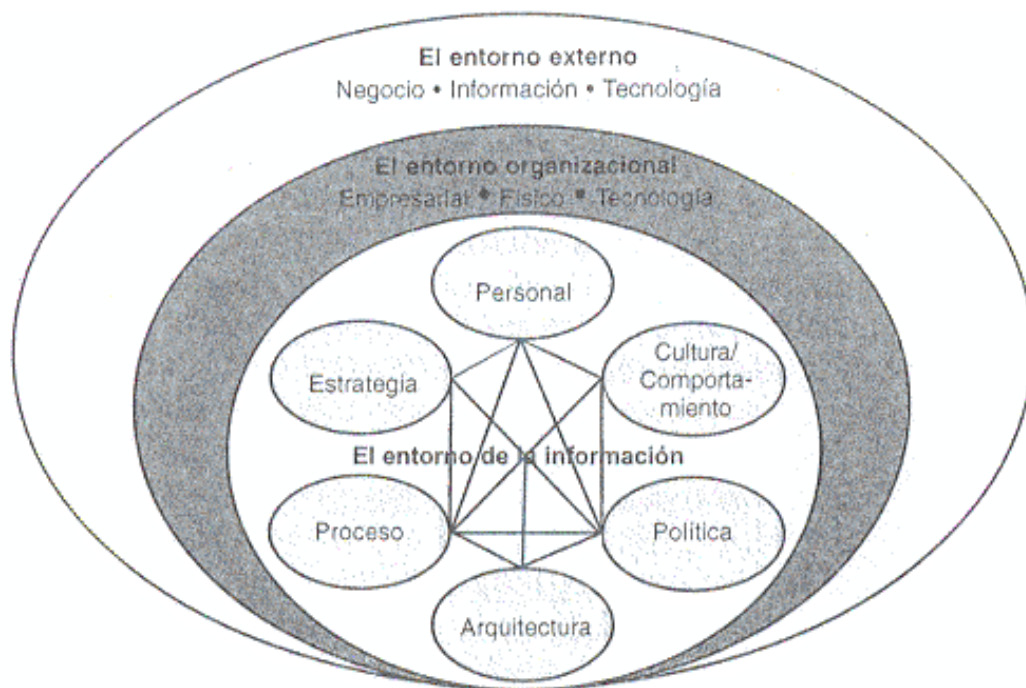 El entorno externo
Negocio • Información • Tecnología
El entorno organizacional
Empresarial ♦ Físico ■ Tecnología
Personal
Estrategia
Cultura/
Comporta-
miento
El entorno de la información
Proceso
Política
Arquitectura